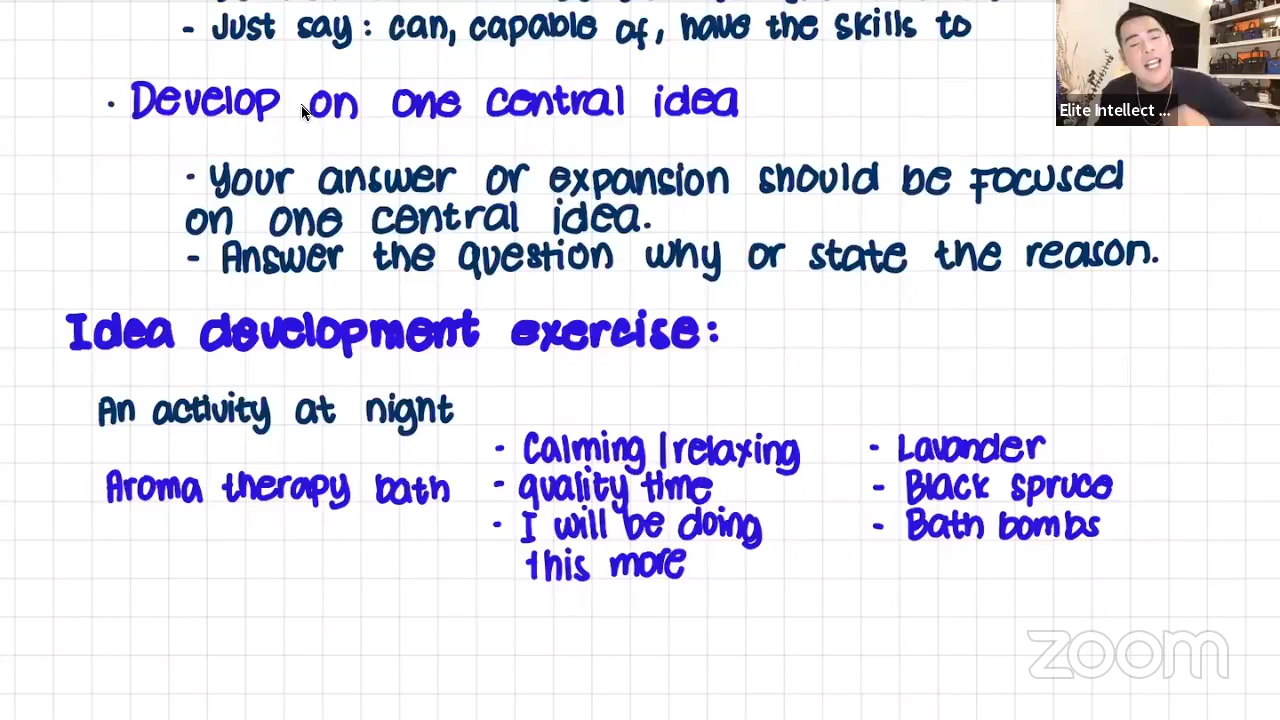 - Just say: can, capable of, have the skills to
Elite Intellect ...
· Develop on one central idea
· Your answer or expansion should be focused
on one central idea.
- Answer the question why or state the reason.
Idea development exercise:
An activity at night
- Calming | relaxing
- Lavander
Aroma therapy bath
- quality time
- Black spruce
- I will be doing
- Bath bombs
this more
zoom